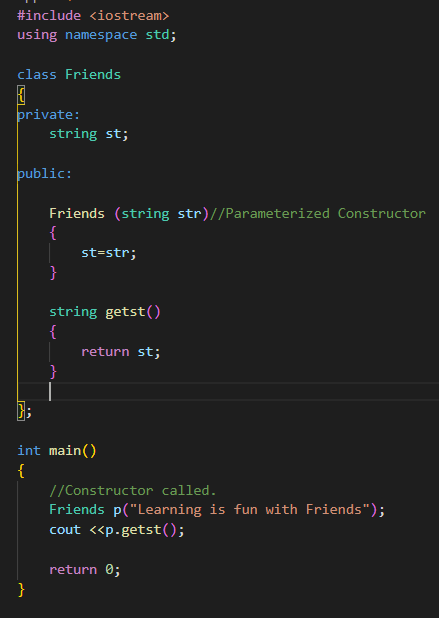 #include <iostream>
using namespace std;
class Friends
{
private:
string st;
public:
Friends (string str)//Parameterized Constructor
{
st=str;
}
string getst()
{
return st;
}
};
int main()
{
//Constructor called.
Friends p("Learning is fun with Friends");
cout <<p.getst();
return 0;
}